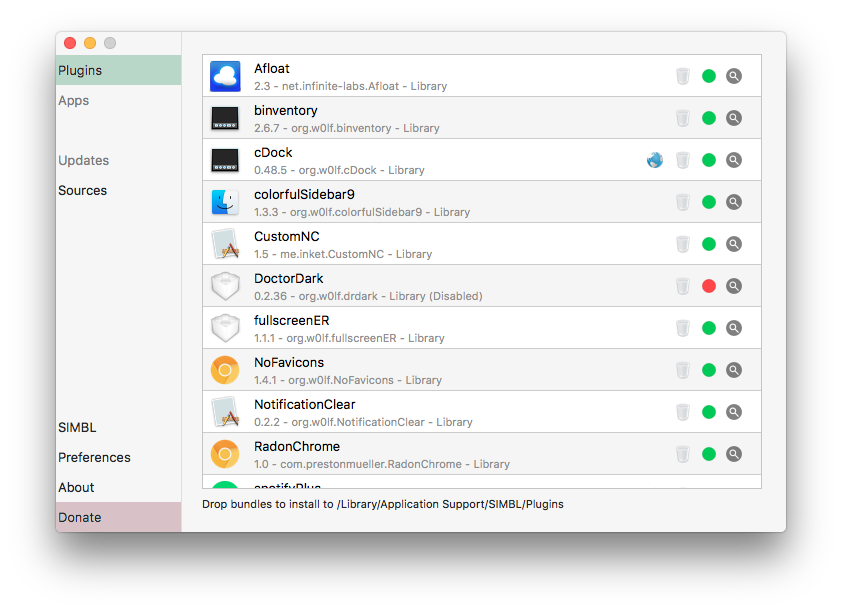 Plugins
Apps
Updates
Sources
SIMBL
Preferences
About
Donate
Afloat
2.3 - net.infinite-labs.Afloat - Library
binventory
2.6.7 - org.w0lf.binventory - Library
cDock
0.48.5 - org.w0lf.cDock - Library
colorfulSidebar9
1.3.3 - org.w0lf.colorfulSidebar9 - Library
CustomNC
1.5 - me.inket.CustomNC - Library
DoctorDark
0.2.36 - org.w0lf.drdark - Library (Disabled)
fullscreenER
1.1.1 - org.w0lf.fullscreenER - Library
NoFavicons
1.4.1 - org.w0lf.NoFavicons - Library
NotificationClear
0.2.2 - org.w0lf.NotificationClear - Library
RadonChrome
1.0 - com.prestonmueller.RadonChrome - Library
spotifyPlus
Drop bundles to install to /Library/Application Support/SIMBL/Plugins